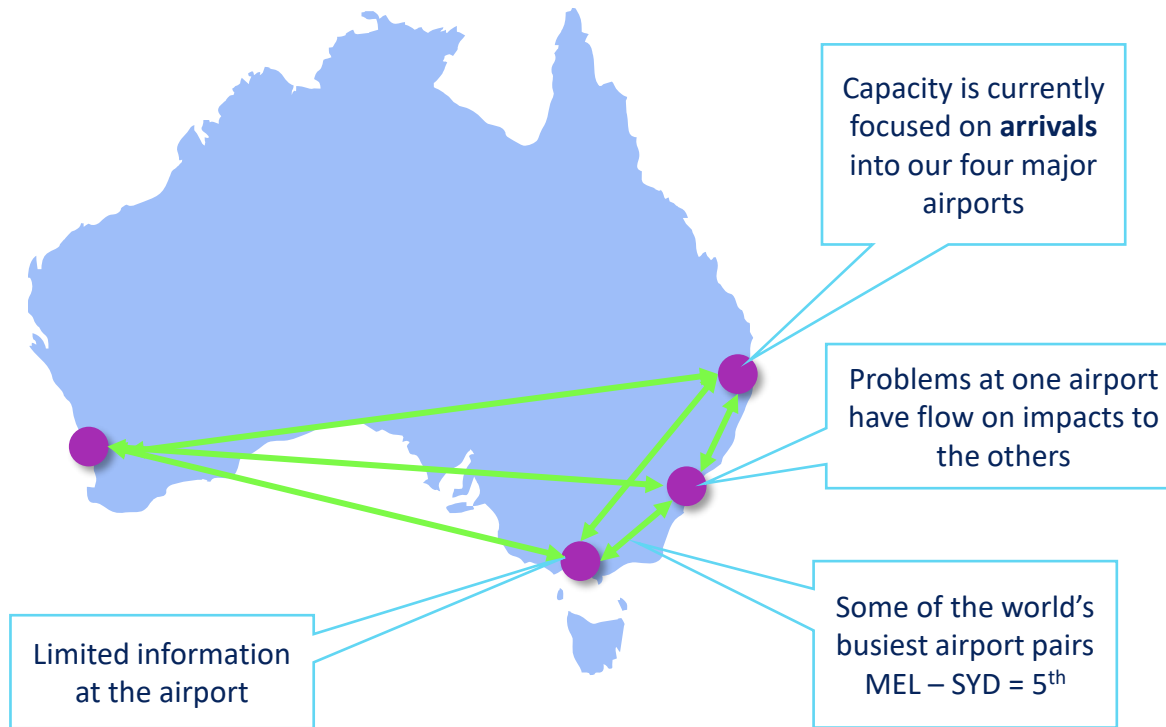 Capacity is currently
focused on arrivals
into our four major
airports
Problems at one airport
have flow on impacts to
the others
Some of the world’s
busiest airport pairs
MEL – SYD = 5th
Limited information
at the airport